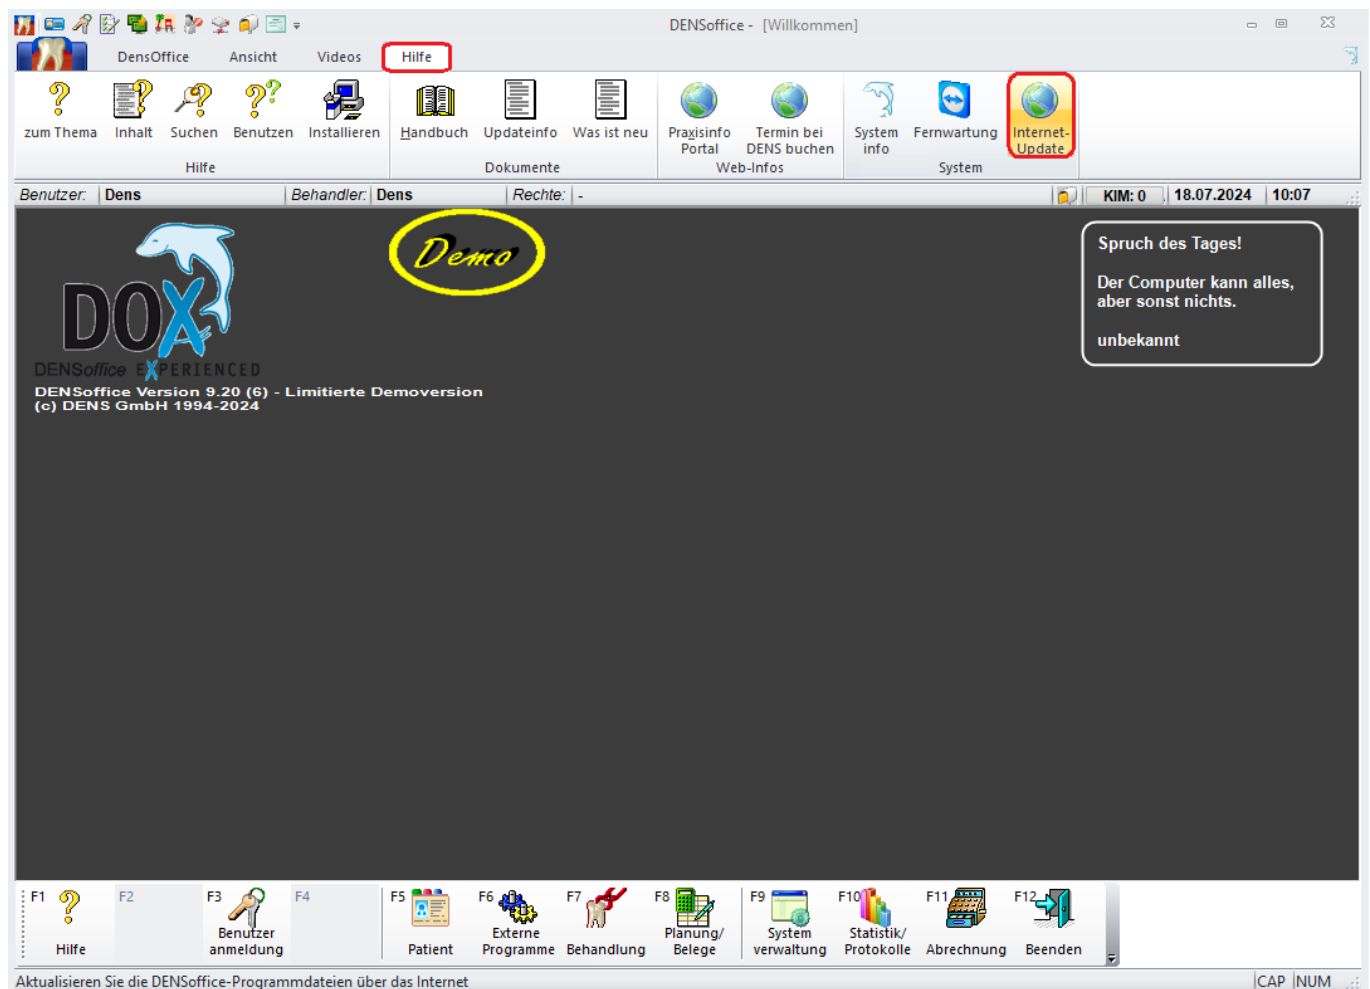 DENSoffice - [Willkommen]
DensOffice Ansicht Videos Hilfe
zum Thema Inhalt Suchen Benutzen Installieren Handbuch Updateinfo Was ist neu Praxisinfo Termin bei System Fernwartung Internet-
Portal DENS buchen info Update
Hilfe Dokumente Web-Infos System
Benutzer: Dens Behandler: Dens Rechte: - KIM: 0 18.07.2024 10:07
Demo
Spruch des Tages!
Der Computer kann alles,
aber sonst nichts.
unbekannt
DOX
DENSoffice EXPERIENCED
DENSoffice Version 9.20 (6) - Limitierte Demoversion
(c) DENS GmbH 1994-2024
F1 F2 F3 F4 F5 F6 F7 F8 F9 F10 F11 F12
Benutzer Externe Planung/ System Statistik/
Hilfe anmeldung Patient Programme Behandlung Belege verwaltung Protokolle Abrechnung Beenden
Aktualisieren Sie die DENSoffice-Programmdateien über das Internet CAP NUM